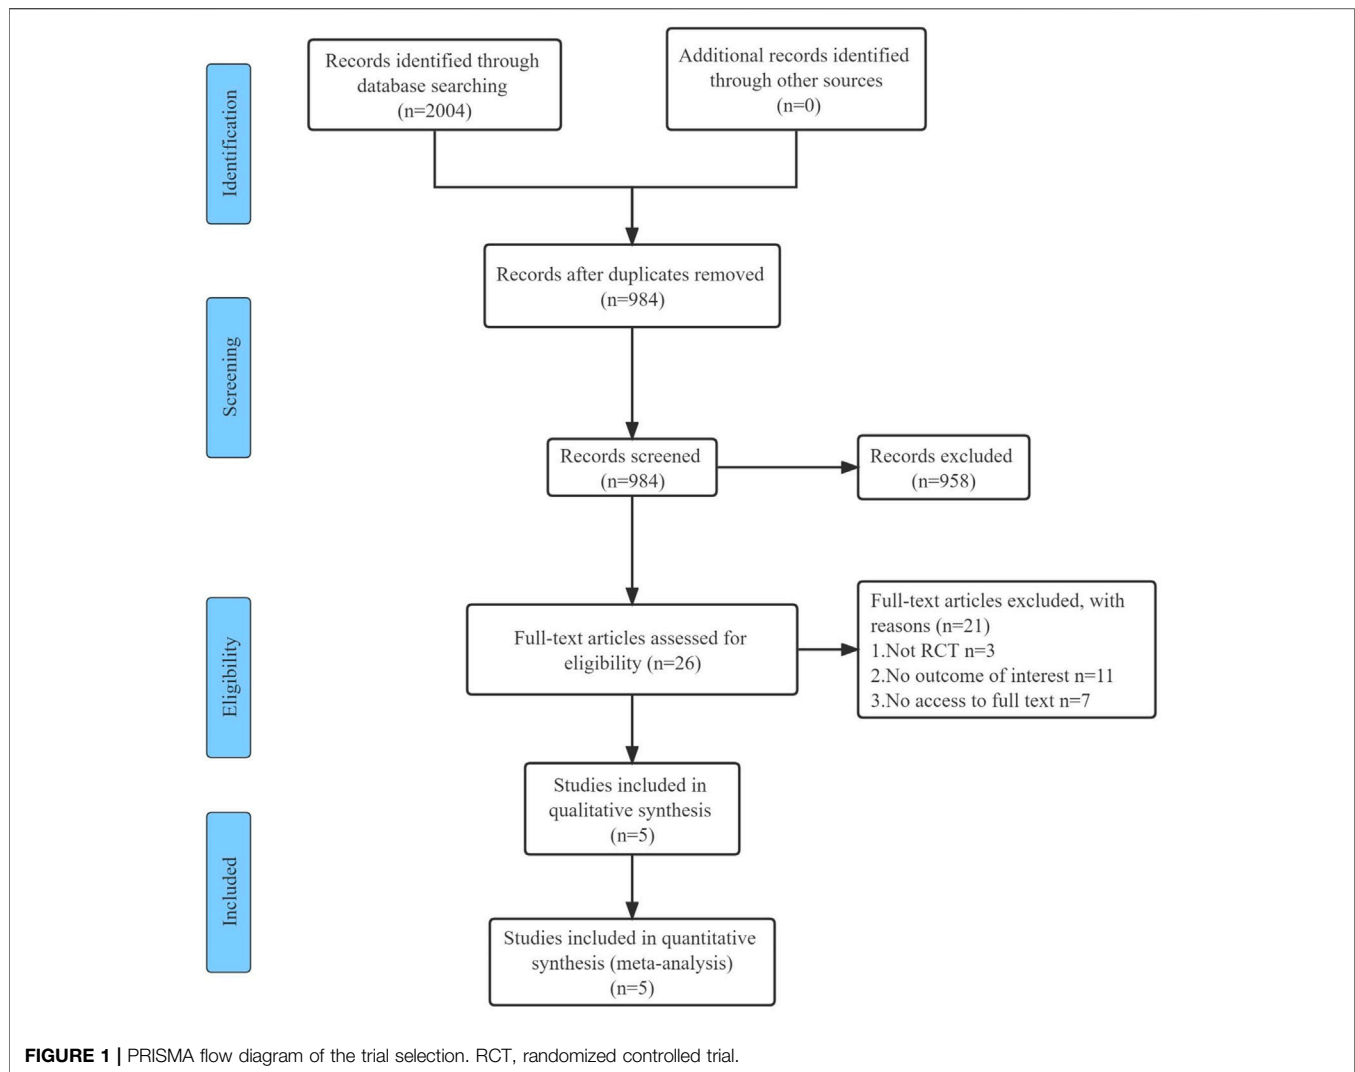 Identification
Records identified through
database searching
(n=2004)
Additional records identified
through other sources
(n=0)
Records after duplicates removed
(n=984)
Screening
Records screened
(n=984)
Records excluded
(n=958)
Eligibility
Full-text articles assessed for
eligibility (n=26)
Full-text articles excluded, with
reasons (n=21)
1.Not RCT n=3
2.No outcome of interest n=11
3.No access to full text n=7
Studies included in
qualitative synthesis
(n=5)
Included
Studies included in quantitative
synthesis (meta-analysis)
(n=5)
FIGURE 1 | PRISMA flow diagram of the trial selection. RCT, randomized controlled trial.